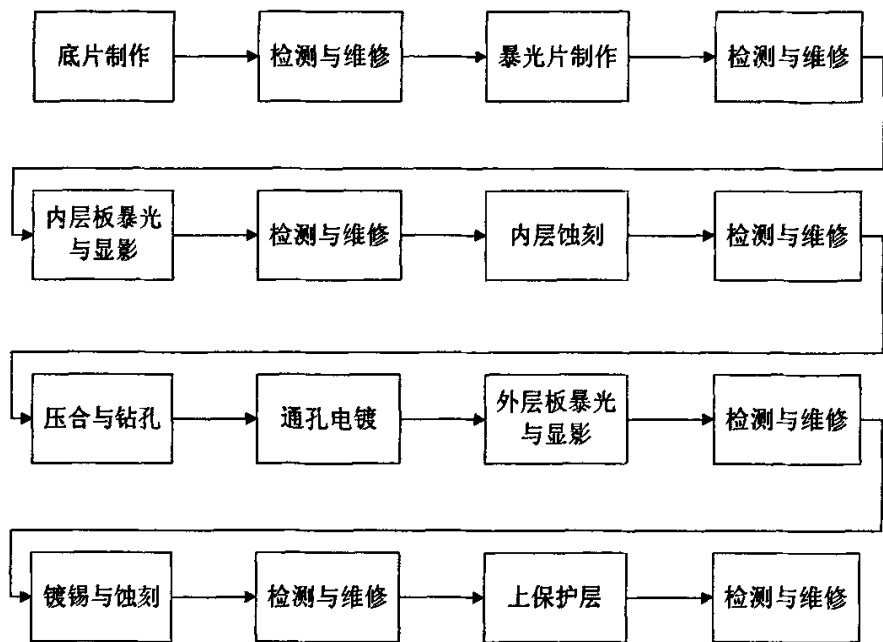 底片制作
检测与维修
暴光片制作
检测与维修
内层板暴光
与显影
检测与维修
内层蚀刻
检测与维修
压合与钻孔
通孔电镀
外层板暴光
与显影
检测与维修
镀锡与蚀刻
检测与维修
上保护层
检测与维修